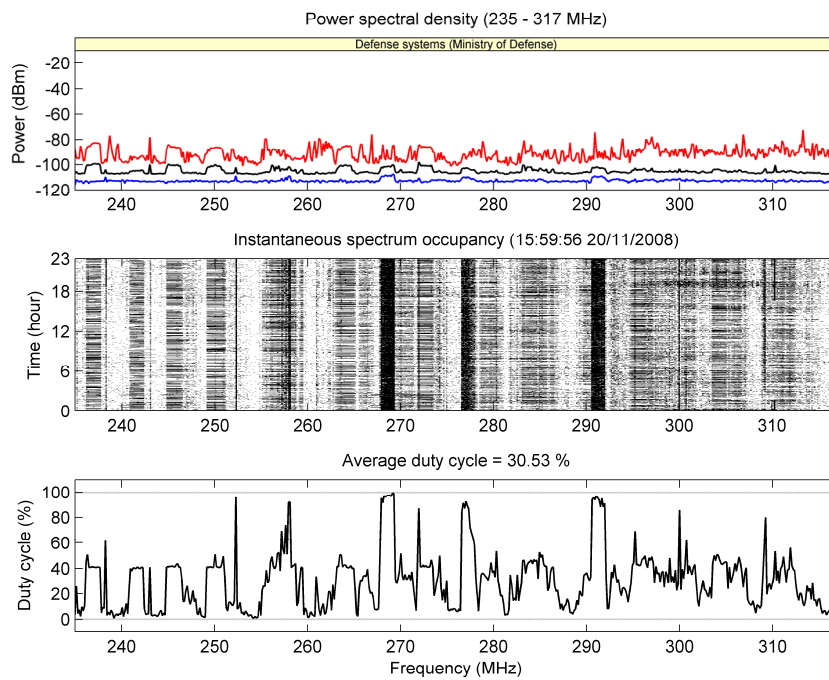 Power spectral density (235 - 317 MHz)
Defense systems (Ministry of Defense)
Power (dBm)
-20
-40
-60
-80
-100
-120
240 250 260 270 280 290 300 310
Instantaneous spectrum occupancy (15:59:56 20/11/2008)
Time (hour)
23
18
12
6
0
240 250 260 270 280 290 300 310
Average duty cycle = 30.53 %
Duty cycle (%)
100
80
60
40
20
0
240 250 260 270 280 290 300 310
Frequency (MHz)